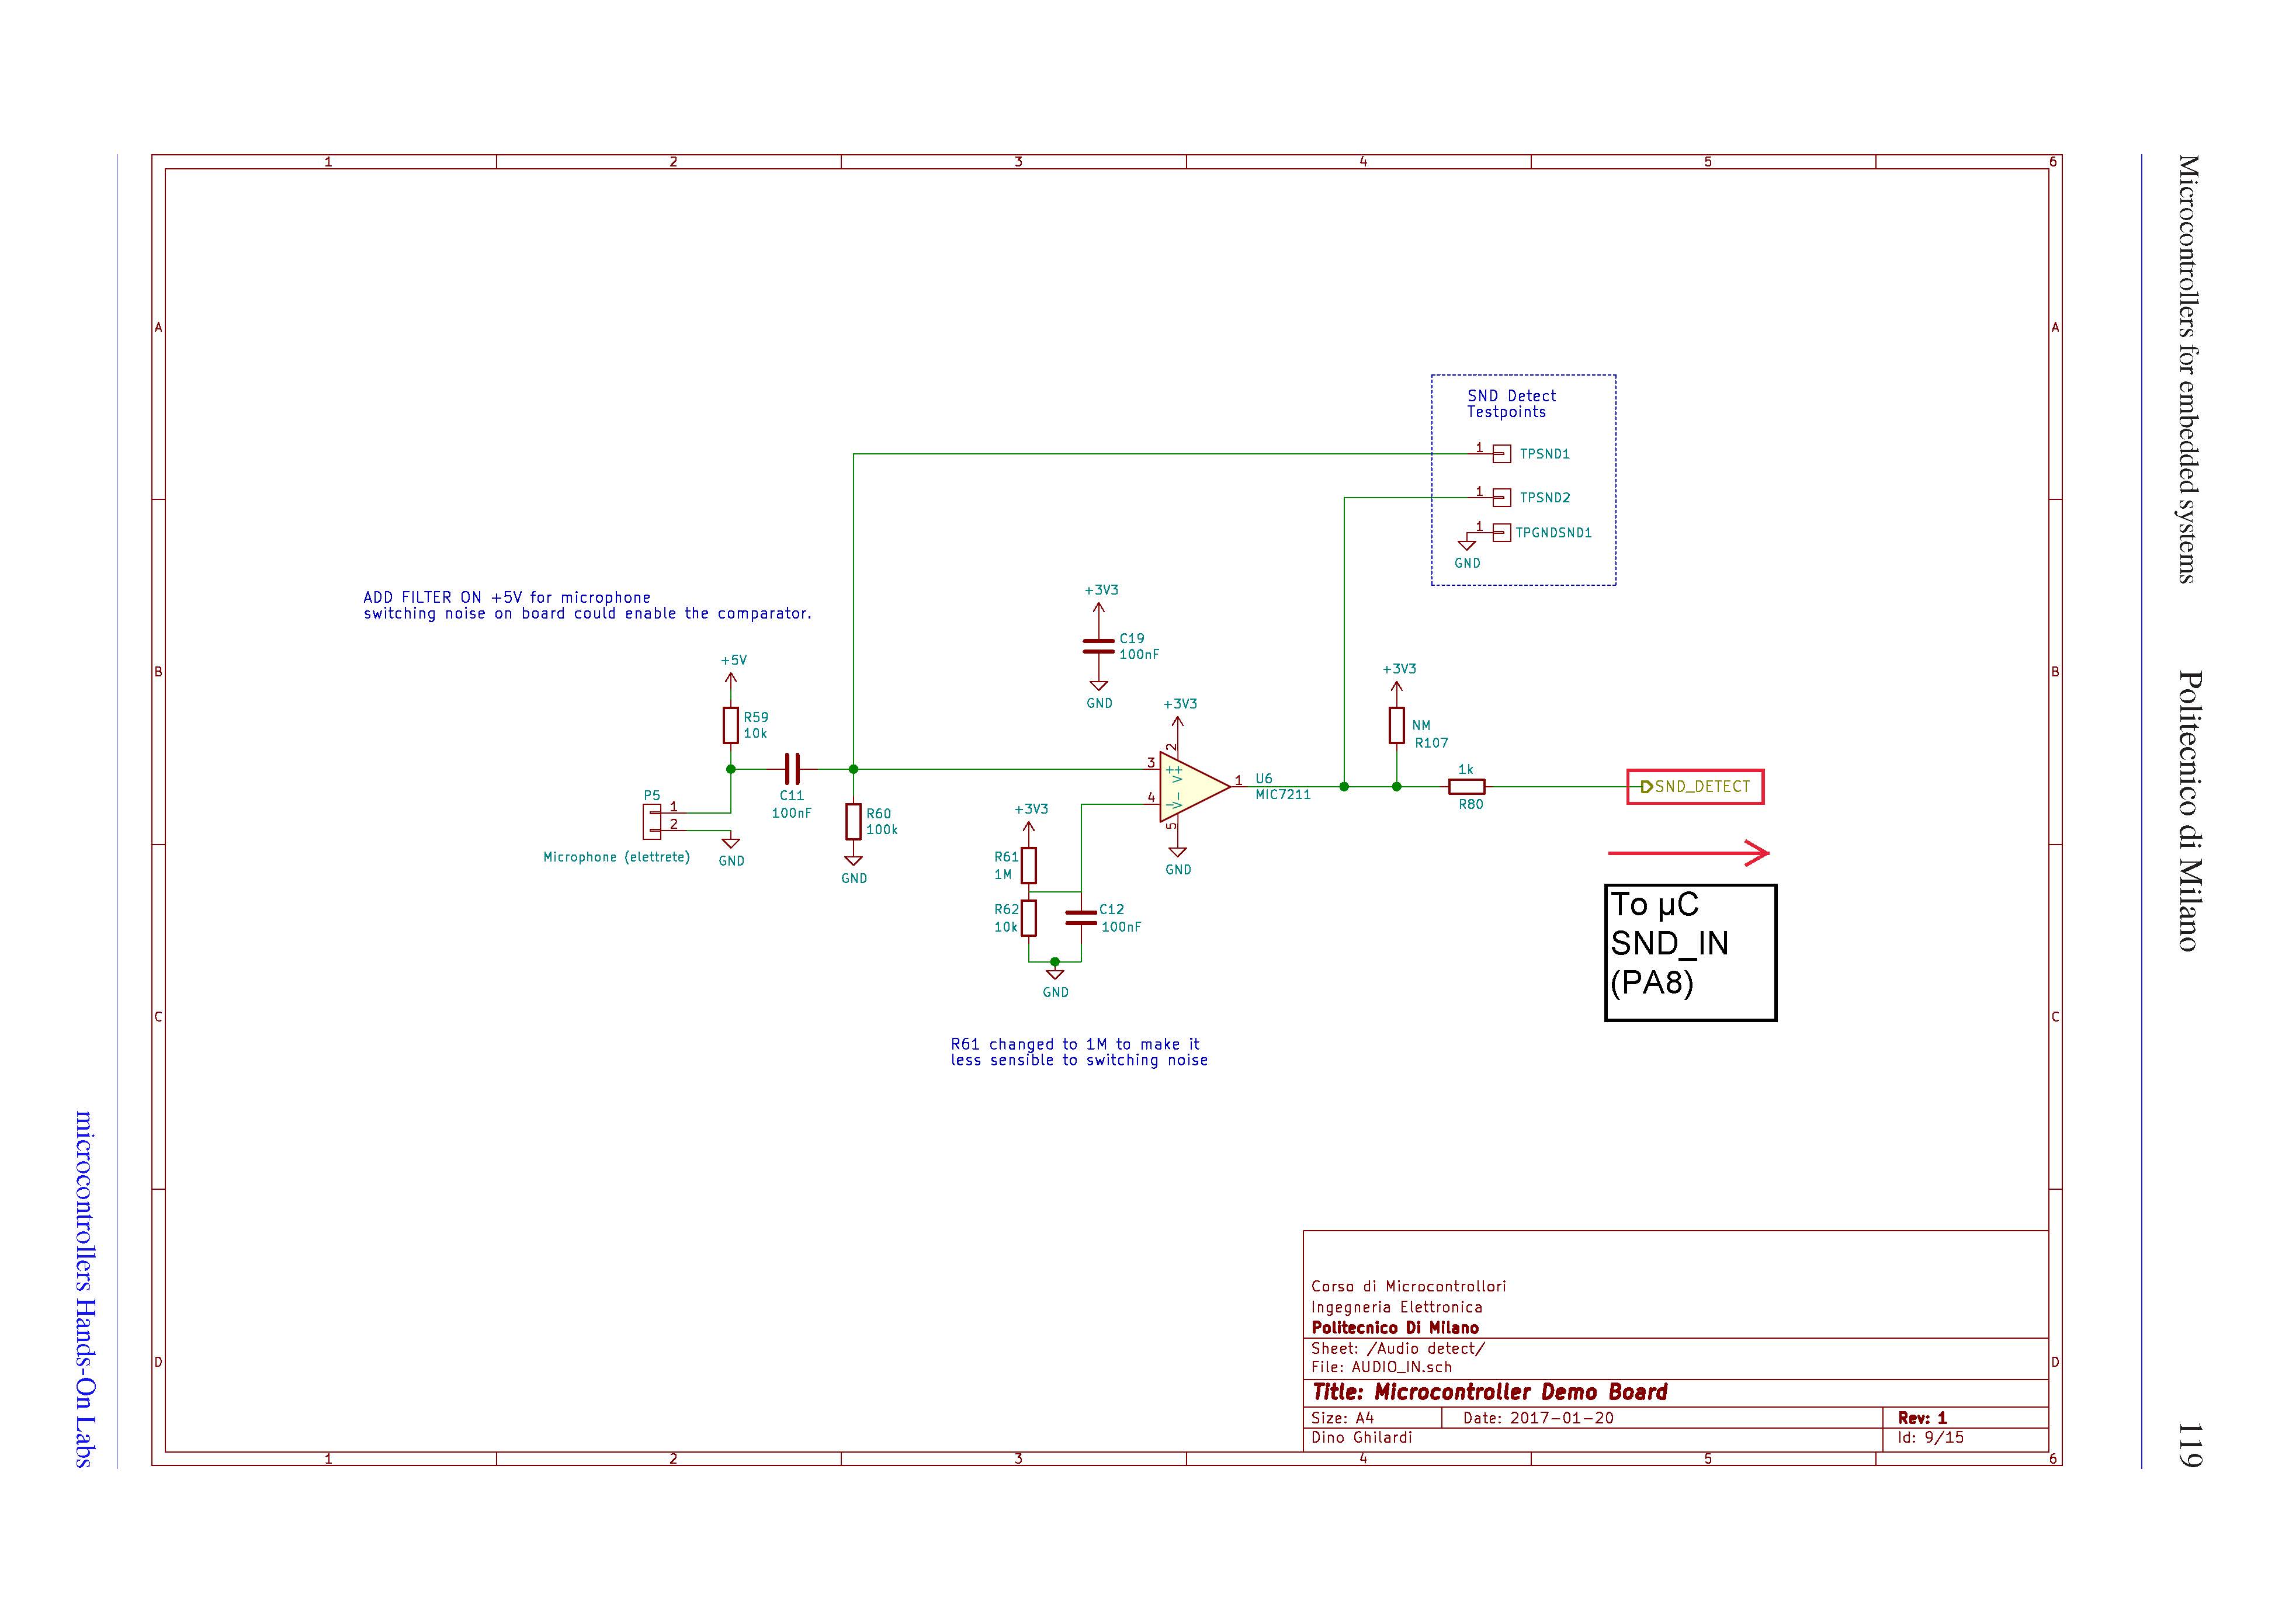 Microcontrollers for embedded systems
Politecnico di Milano
119
microcontrollers Hands-On Labs
1
2
3
4
5
6
A
A
B
B
C
C
D
D
SND Detect
Testpoints
1
TPSND1
1
TPSND2
1
TPGNDSND1
GND
ADD FILTER ON +5V for microphone
switching noise on board could enable the comparator.
+3V3
C19
100nF
GND
+5V
R59
10k
C11
100nF
P5
1
2
Microphone (elettrete)
GND
R60
100k
GND
+3V3
2
3
4
5
1
+
V+
-
V-
U6
MIC7211
GND
+3V3
NM
R107
1k
R80
SND_DETECT
+3V3
R61
1M
R62
10k
C12
100nF
GND
To µC
SND_IN
(PA8)
R61 changed to 1M to make it
less sensible to switching noise
Corso di Microcontrollori
Ingegneria Elettronica
Politecnico Di Milano
Sheet: /Audio detect/
File: AUDIO_IN.sch
Title: Microcontroller Demo Board
Size: A4
Date: 2017-01-20
Rev: 1
Dino Ghilardi
Id: 9/15
1
2
3
4
5
6